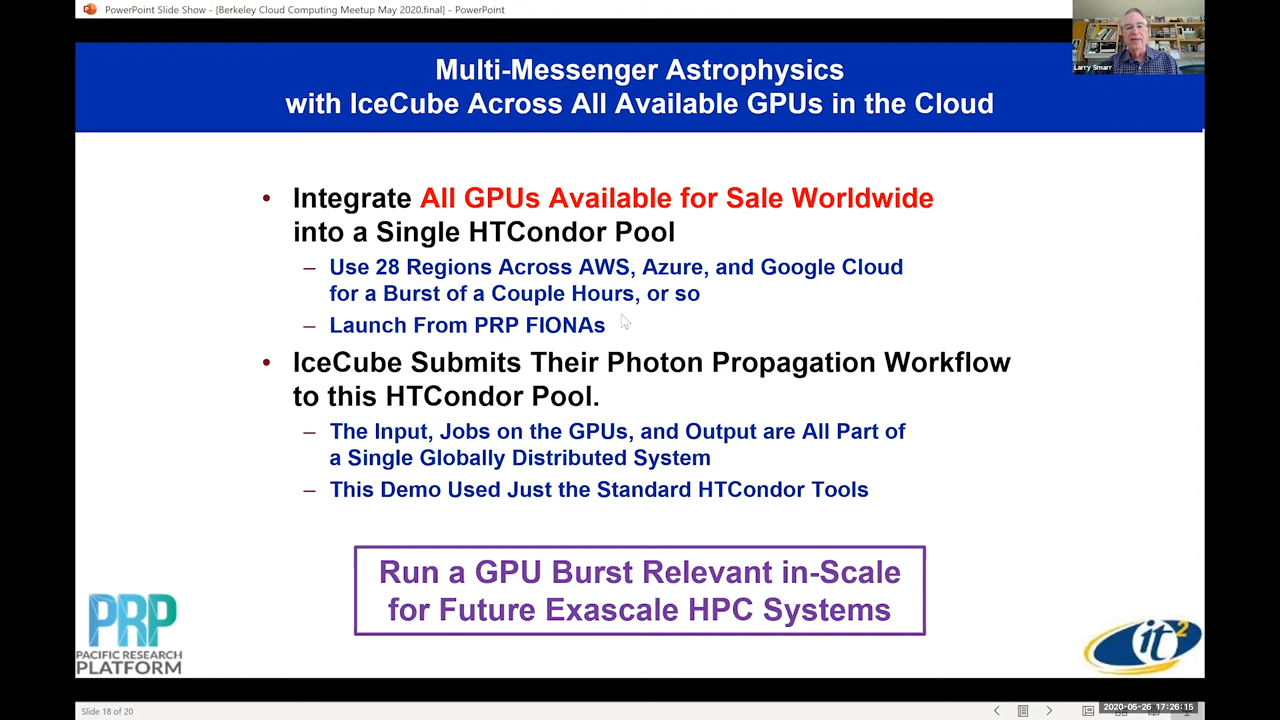 PowerPoint Slide Show - [Berkeley Cloud Computing Meetup May 2020.final] - PowerPoint
Larry Smarr
Multi-Messenger Astrophysics
with IceCube Across All Available GPUs in the Cloud
• Integrate All GPUs Available for Sale Worldwide
into a Single HTCondor Pool
– Use 28 Regions Across AWS, Azure, and Google Cloud
for a Burst of a Couple Hours, or so
– Launch From PRP FIONAs
• IceCube Submits Their Photon Propagation Workflow
to this HTCondor Pool.
– The Input, Jobs on the GPUs, and Output are All Part of
a Single Globally Distributed System
– This Demo Used Just the Standard HTCondor Tools
Run a GPU Burst Relevant in-Scale
for Future Exascale HPC Systems
PRP
PACIFIC RESEARCH
PLATFORM
it2
Slide 18 of 20
2020-05-26 17:26:15